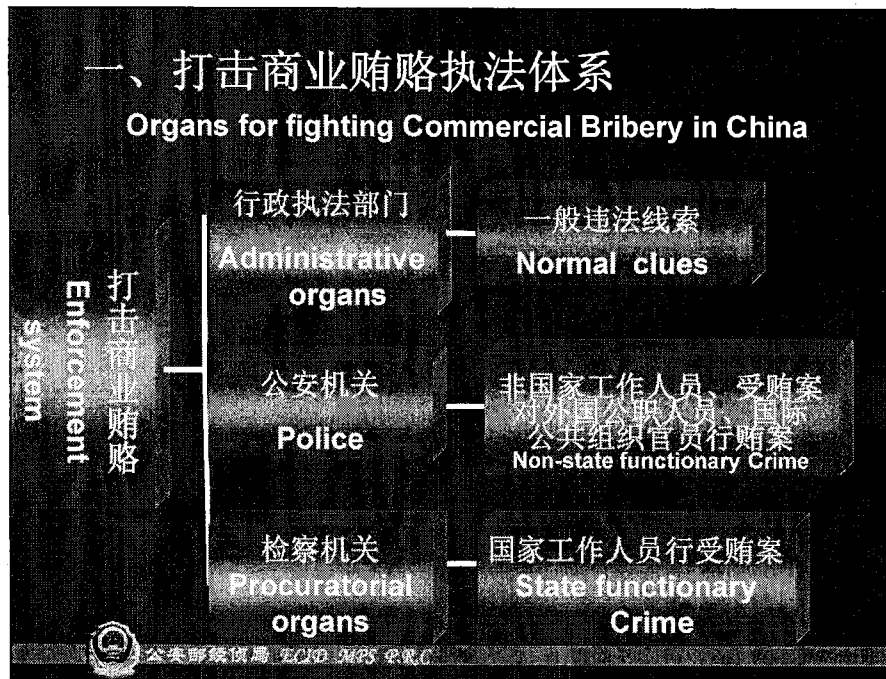 一、打击商业贿赂执法体系
Organs for fighting Commercial Bribery in China
打击商业贿赂
Enforcement
system
行政执法部门
Administrative
organs
一般违法线索
Normal clues
公安机关
Police
非国家工作人员、受贿案
对外国公职人员、国际
公共组织官员行贿案
Non-state functionary Crime
检察机关
Procuratorial
organs
国家工作人员行受贿案
State functionary
Crime
公安部经侦局 ECID MPS P.R.C